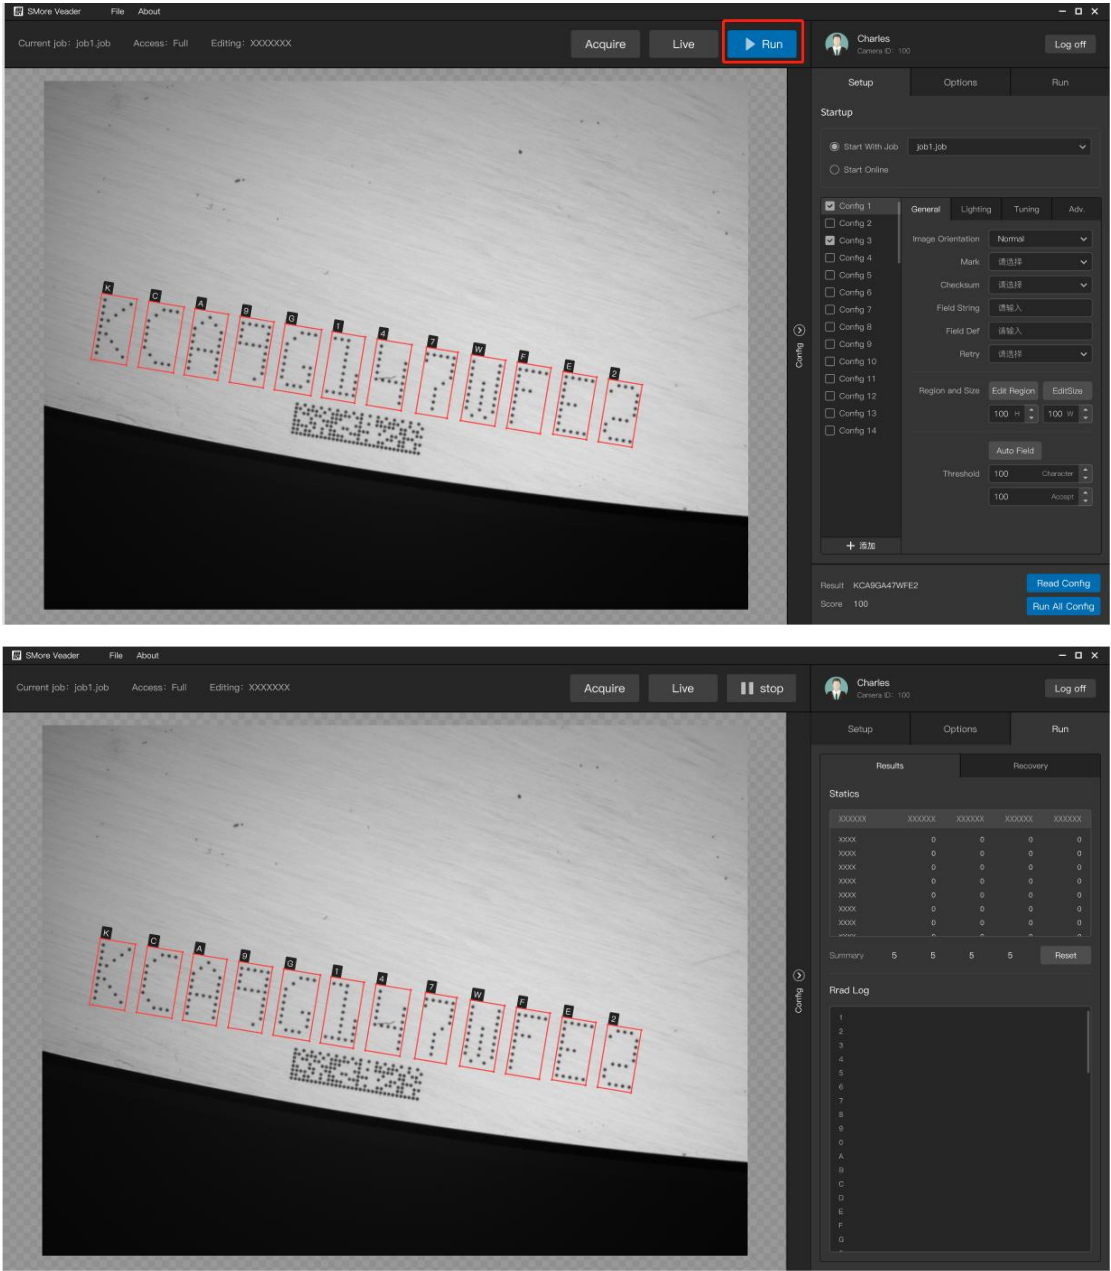 SMore Veader File About
Current job: job1.job Access: Full Editing: XXXXXXX
Acquire Live Run
Charles
Camera ID: 100
Log off
Setup Options Run
Startup
Start With Job job1.job
Start Online
Config 1
Config 2
Config 3
Config 4
Config 5
Config 6
Config 7
Config 8
Config 9
Config 10
Config 11
Config 12
Config 13
Config 14
添加
General Lighting Tuning Adv.
Image Orientation Normal
Mark 请选择
Checksum 请选择
Field String 请输入
Field Def 请输入
Retry 请选择
Region and Size Edit Region EditSize
100 H 100 W
Auto Field
Threshold 100 Character
100 Accept
Config
K C A 9 G 1 4 7 W F E 2
KCA9G147WFE2
Result KCA9GA47WFE2
Score 100
Read Config
Run All Config
SMore Veader File About
Current job: job1.job Access: Full Editing: XXXXXXX
Acquire Live stop
Charles
Camera ID: 100
Log off
Setup Options Run
Results Recovery
Statics
XXXXXX XXXXXX XXXXXX XXXXXX XXXXXX
XXXX 0 0 0 0
XXXX 0 0 0 0
XXXX 0 0 0 0
XXXX 0 0 0 0
XXXX 0 0 0 0
XXXX 0 0 0 0
XXXX 0 0 0 0
Summary 5 5 5 5 Reset
Rrad Log
1
2
3
4
5
6
7
8
9
0
A
B
C
D
E
F
G
Config
K C A 9 G 1 4 7 W F E 2
KCA9G147WFE2